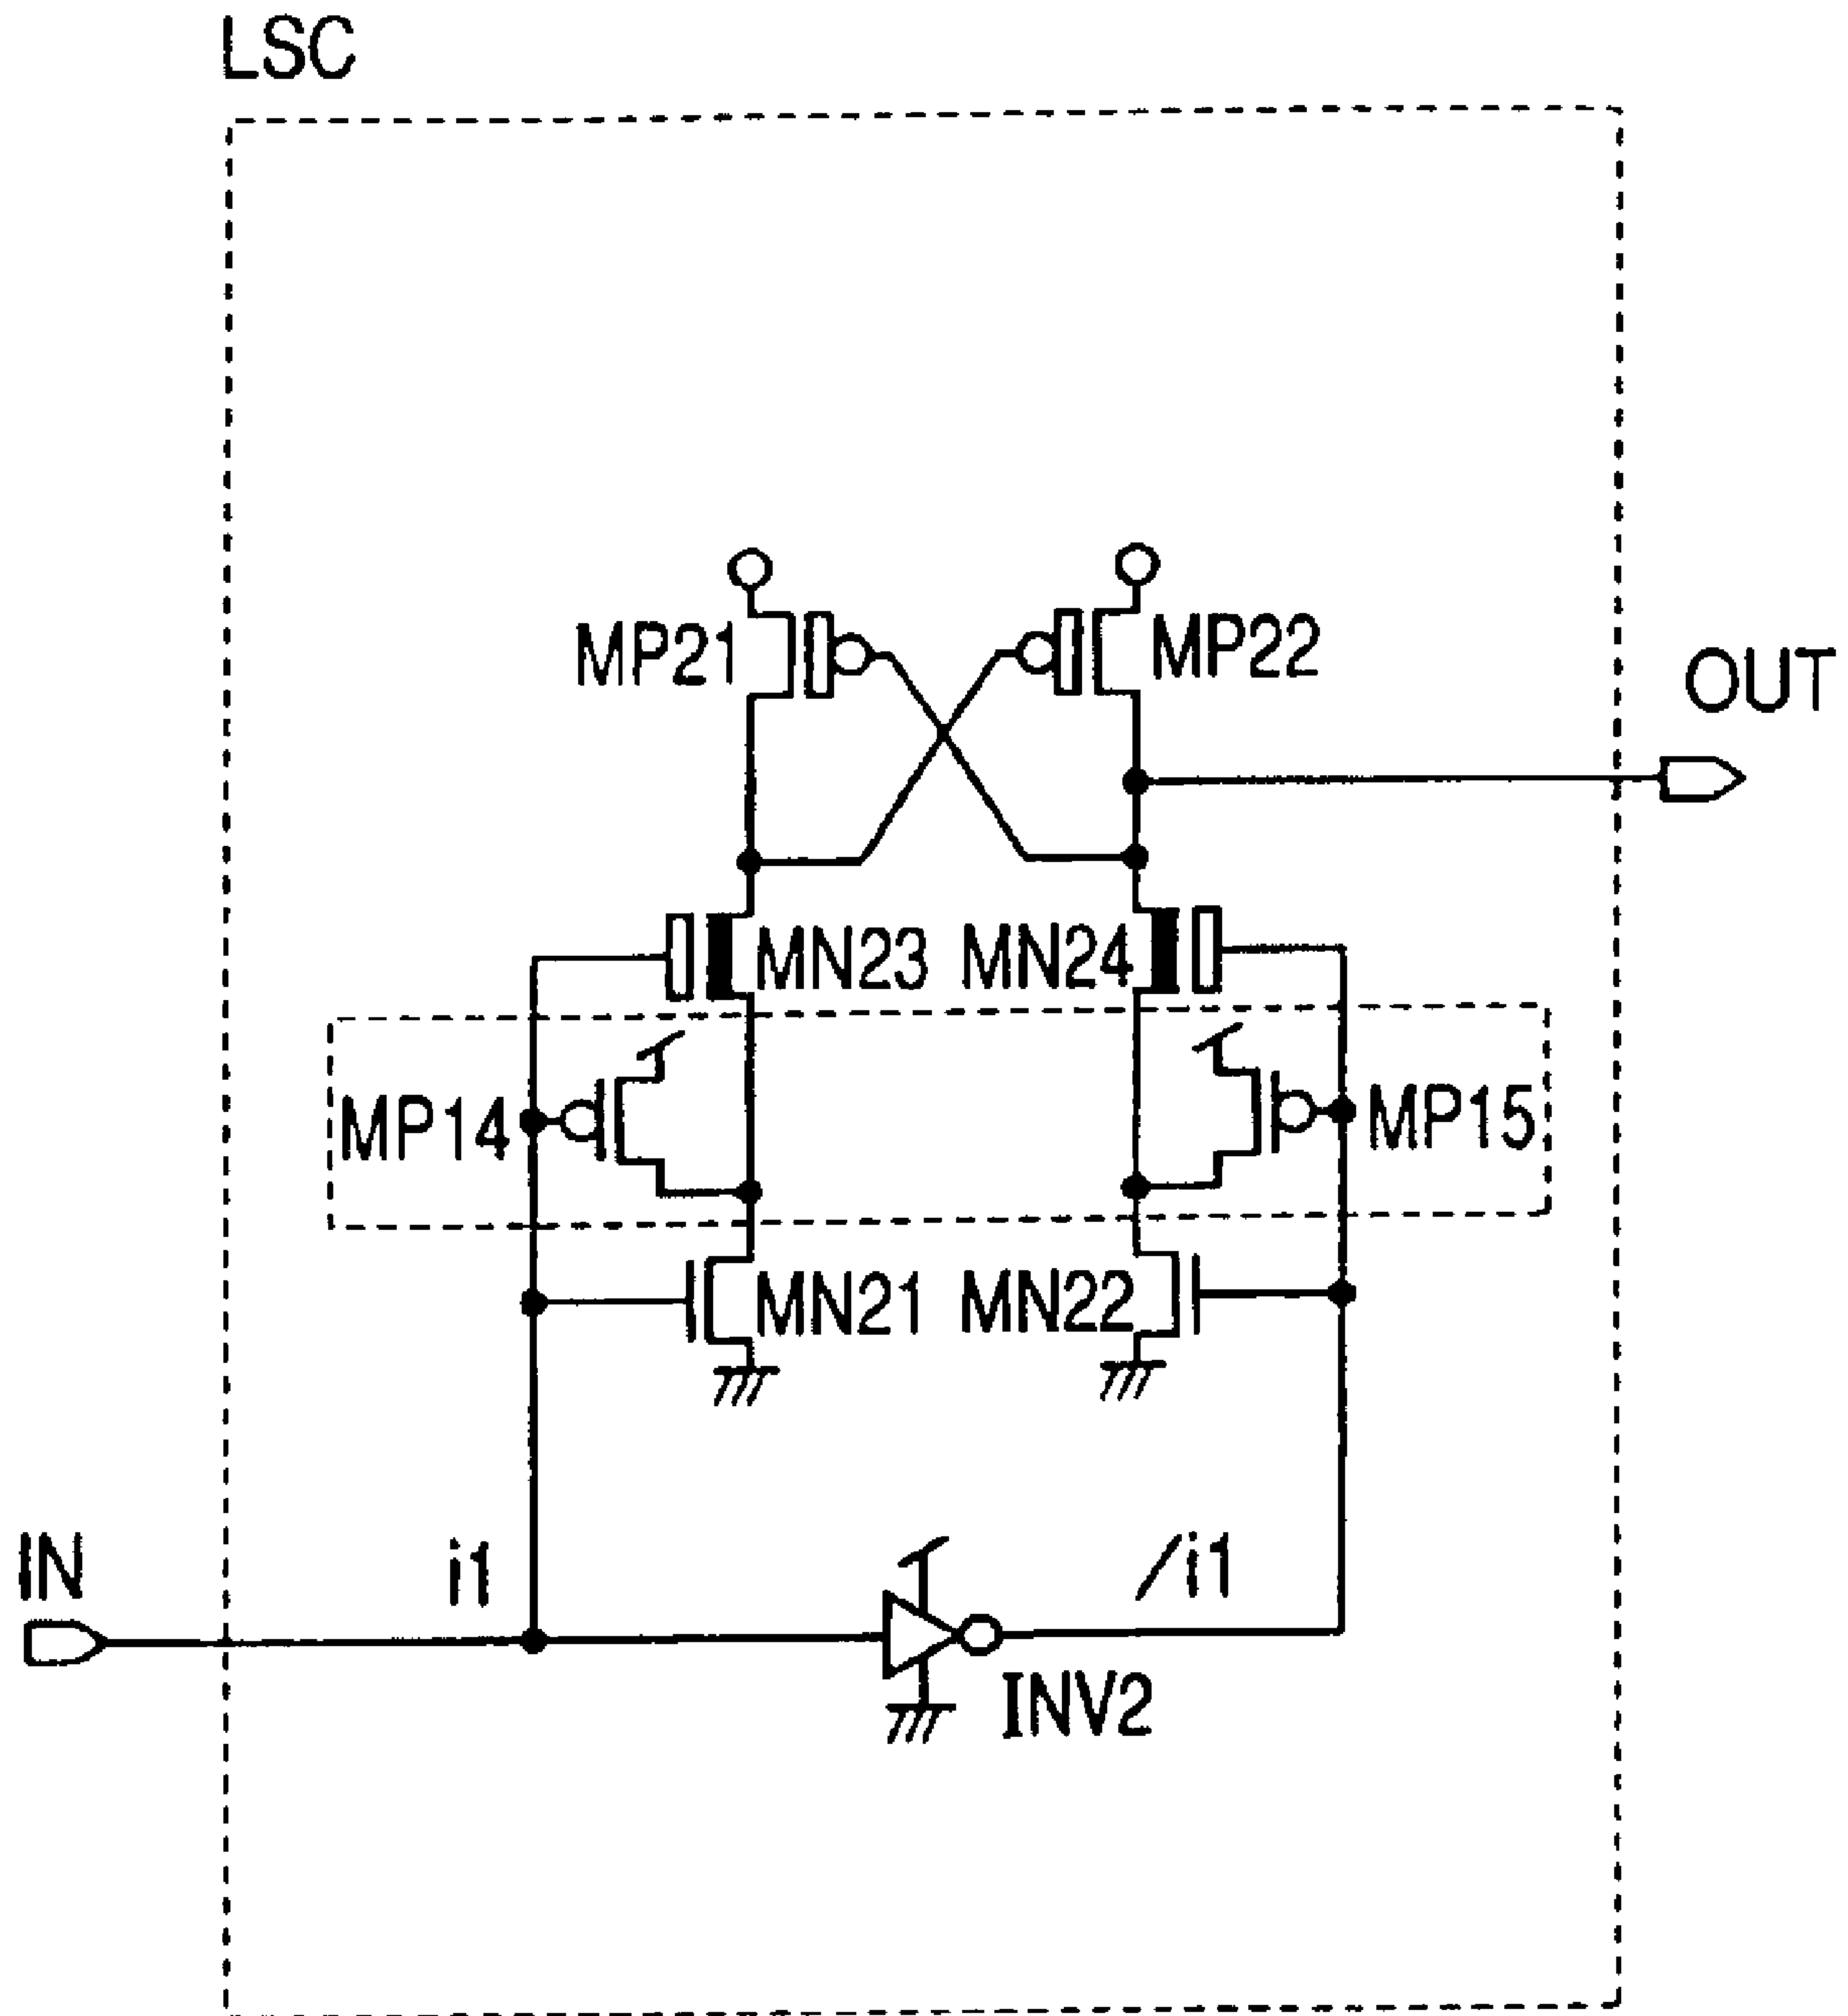 LSC
MP21
MP22
OUT
MN23
MN24
MP14
MP15
MN21
MN22
IN
i1
/i1
INV2